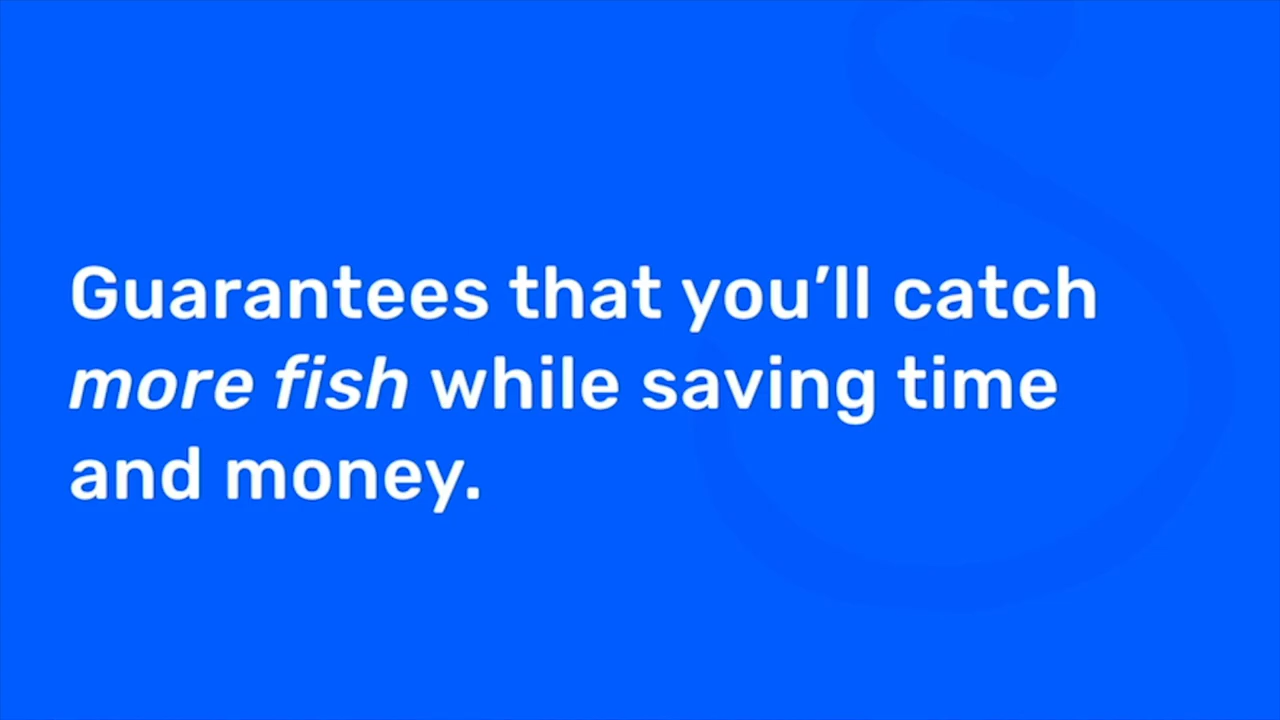 Guarantees that you’ll catch
more fish while saving time
and money.